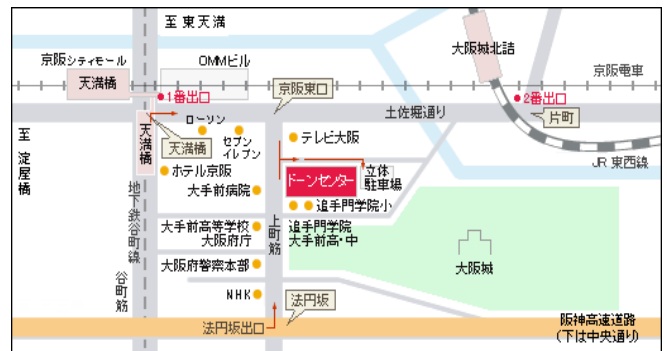 至 東天満
京阪シティモール
OMMビル
大阪城北詰
天満橋
京阪東口
京阪電車
1番出口
2番出口
土佐堀通り
片町
至 淀屋橋
天満橋
ローソン
天満橋
セブン
イレブン
テレビ大阪
JR 東西線
ホテル京阪
ドーンセンター
立体
駐車場
大手前病院
追手門学院小
地下鉄谷町線
大手前高等学校
大阪府庁
上町筋
追手門学院
大手前高・中
大阪城
大阪府警察本部
谷町筋
NHK
法円坂
法円坂出口
阪神高速道路
(下は中央通り)